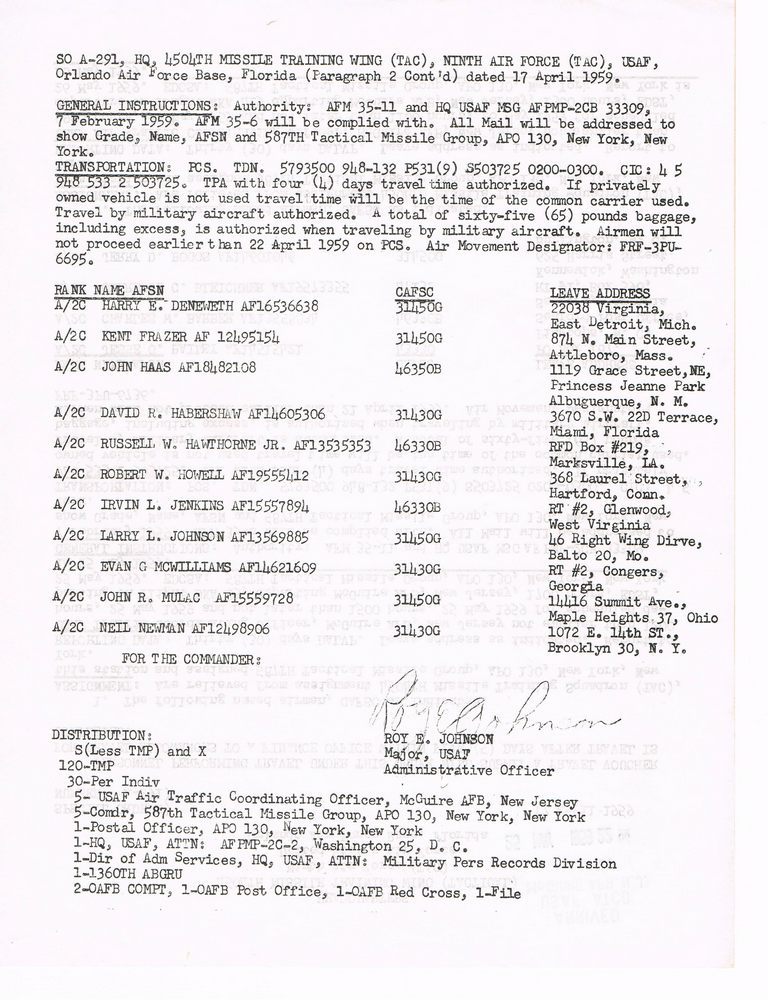 SO A-291, HQ, 4504TH MISSILE TRAINING WING (TAC), NINTH AIR FORCE (TAC), USAF,
Orlando Air Force Base, Florida (Paragraph 2 Cont'd) dated 17 April 1959.
GENERAL INSTRUCTIONS: Authority: AFM 35-11 and HQ USAF MSG AFPMP-2CB 33309,
7 February 1959. AFM 35-6 will be complied with. All Mail will be addressed to
show Grade, Name, AFSN and 587TH Tactical Missile Group, APO 130, New York, New
York.
TRANSPORTATION: PCS. TDN. 5793500 948-132 P531(9) S503725 0200-0300. CIC: 4 5
948 533 2 503725. TPA with four (4) days travel time authorized. If privately
owned vehicle is not used travel time will be the time of the common carrier used.
Travel by military aircraft authorized. A total of sixty-five (65) pounds baggage,
including excess, is authorized when traveling by military aircraft. Airmen will
not proceed earlier than 22 April 1959 on PCS. Air Movement Designator: FRF-3PU-
6695.
RANK NAME AFSN CAFSC LEAVE ADDRESS
A/2C HARRY E. DENEWETH AF16536638 31450G 22038 Virginia,
East Detroit, Mich.
A/2C KENT FRAZER AF 12495154 31450G 874 N. Main Street,
Attleboro, Mass.
A/2C JOHN HAAS AF18482108 46350B 1119 Grace Street,NE,
Princess Jeanne Park
Albuquerque, N. M.
A/2C DAVID R. HABERSHAW AF14605306 31430G 3670 S.W. 22D Terrace,
Miami, Florida
A/2C RUSSELL W. HAWTHORNE JR. AF13535353 46330B RFD Box #219,
Marksville, LA.
A/2C ROBERT W. HOWELL AF19555412 31430G 368 Laurel Street,
Hartford, Conn.
A/2C IRVIN L. JENKINS AF15557894 46330B RT #2, Glenwood,
West Virginia
A/2C LARRY L. JOHNSON AF13569885 31450G 46 Right Wing Dirve,
Balto 20, Mo.
A/2C EVAN G MCWILLIAMS AF14621609 31430G RT #2, Congers,
Georgia
A/2C JOHN R. MULAC AF15559728 31450G 14416 Summit Ave.,
Maple Heights 37, Ohio
A/2C NEIL NEWMAN AF12498906 31430G 1072 E. 14th ST.,
Brooklyn 30, N. Y.
FOR THE COMMANDER:
Roy E Johnson
ROY E. JOHNSON
Major, USAF
Administrative Officer
DISTRIBUTION:
S(Less TMP) and X
120-TMP
30-Per Indiv
5- USAF Air Traffic Coordinating Officer, McGuire AFB, New Jersey
5-Comdr, 587th Tactical Missile Group, APO 130, New York, New York
1-Postal Officer, APO 130, New York, New York
1-HQ, USAF, ATTN: AFPMP-2C-2, Washington 25, D. C.
1-Dir of Adm Services, HQ, USAF, ATTN: Military Pers Records Division
1-1360TH ABGRU
2-OAFB COMPT, 1-OAFB Post Office, 1-OAFB Red Cross, 1-File